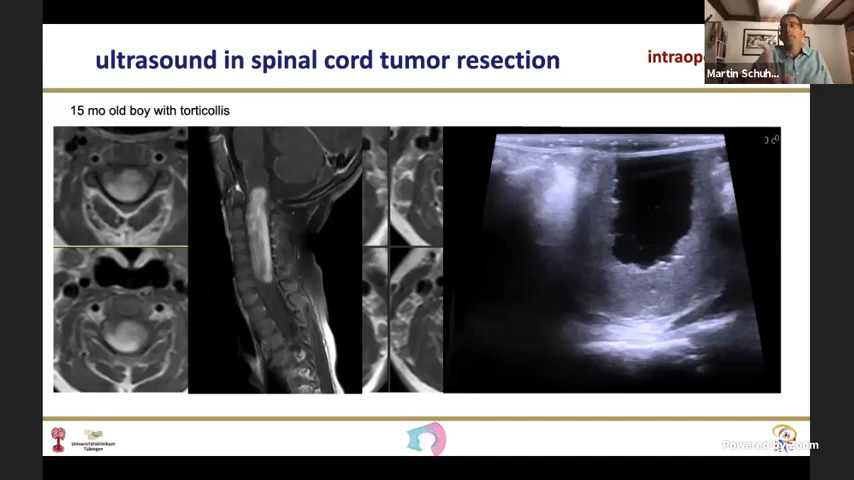 ultrasound in spinal cord tumor resection
intraop
Martin Schuh...
15 mo old boy with torticollis
Universitätsklinikum
Tübingen
Powered by zoom